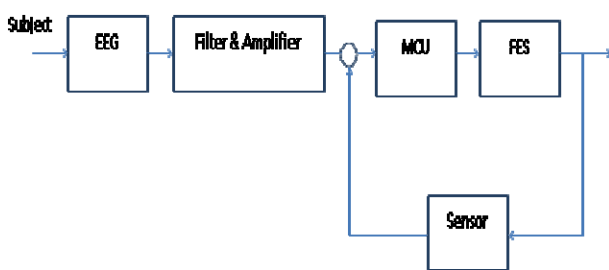 Subject
EEG
Filter & Amplifier
MCU
FES
Sensor